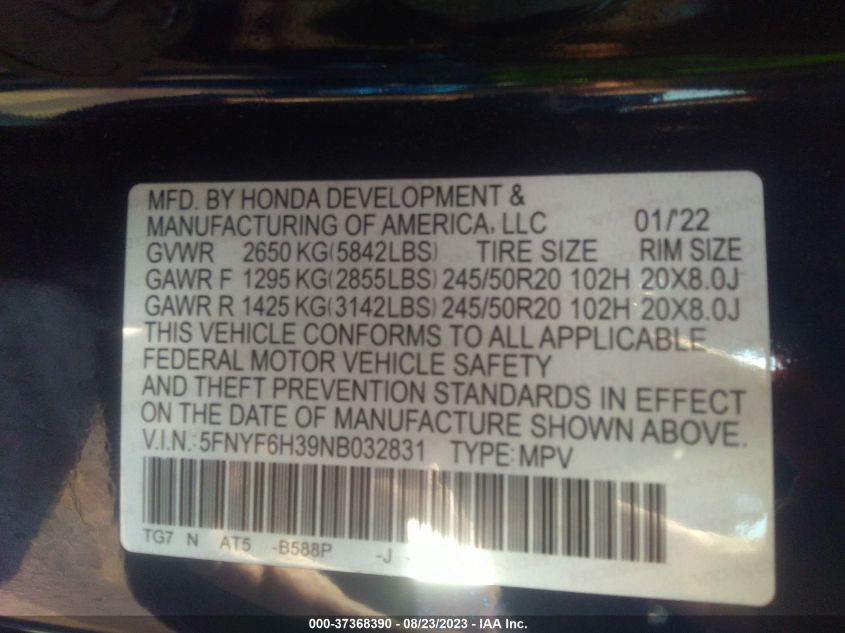 MFD. BY HONDA DEVELOPMENT &
MANUFACTURING OF AMERICA, LLC 01/'22
GVWR 2650 KG(5842LBS) TIRE SIZE RIM SIZE
GAWR F 1295 KG(2855LBS) 245/50R20 102H 20X8.0J
GAWR R 1425 KG(3142LBS) 245/50R20 102H 20X8.0J
THIS VEHICLE CONFORMS TO ALL APPLICABLE
FEDERAL MOTOR VEHICLE SAFETY
AND THEFT PREVENTION STANDARDS IN EFFECT
ON THE DATE OF MANUFACTURE SHOWN ABOVE.
V.I.N.: 5FNYF6H39NB032831 TYPE: MPV
TG7 N AT5 -B588P -J
000-37368390 - 08/23/2023 - IAA Inc.